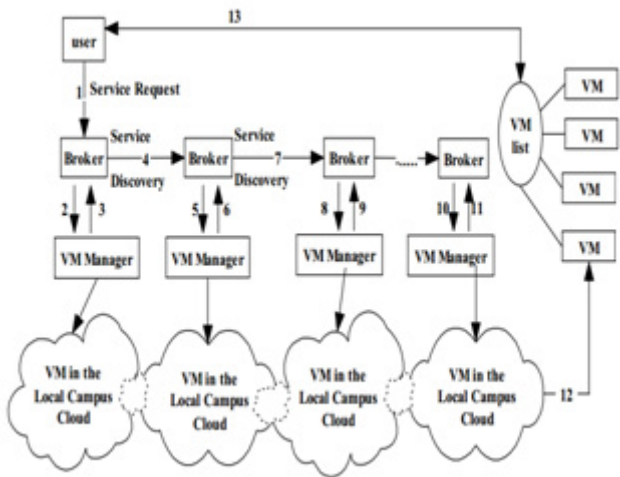 13
user
1 Service Request
VM
VM
VM
VM
VM
list
Service
Service
Broker
4
Broker
7
Broker
......
Broker
Discovery
Discovery
2
3
5
6
8
9
10
11
VM Manager
VM Manager
VM Manager
VM Manager
VM in the
Local Campus
Cloud
VM in the
Local Campus
Cloud
VM in the
Local Campus
Cloud
VM in the
Local Campus
Cloud
12